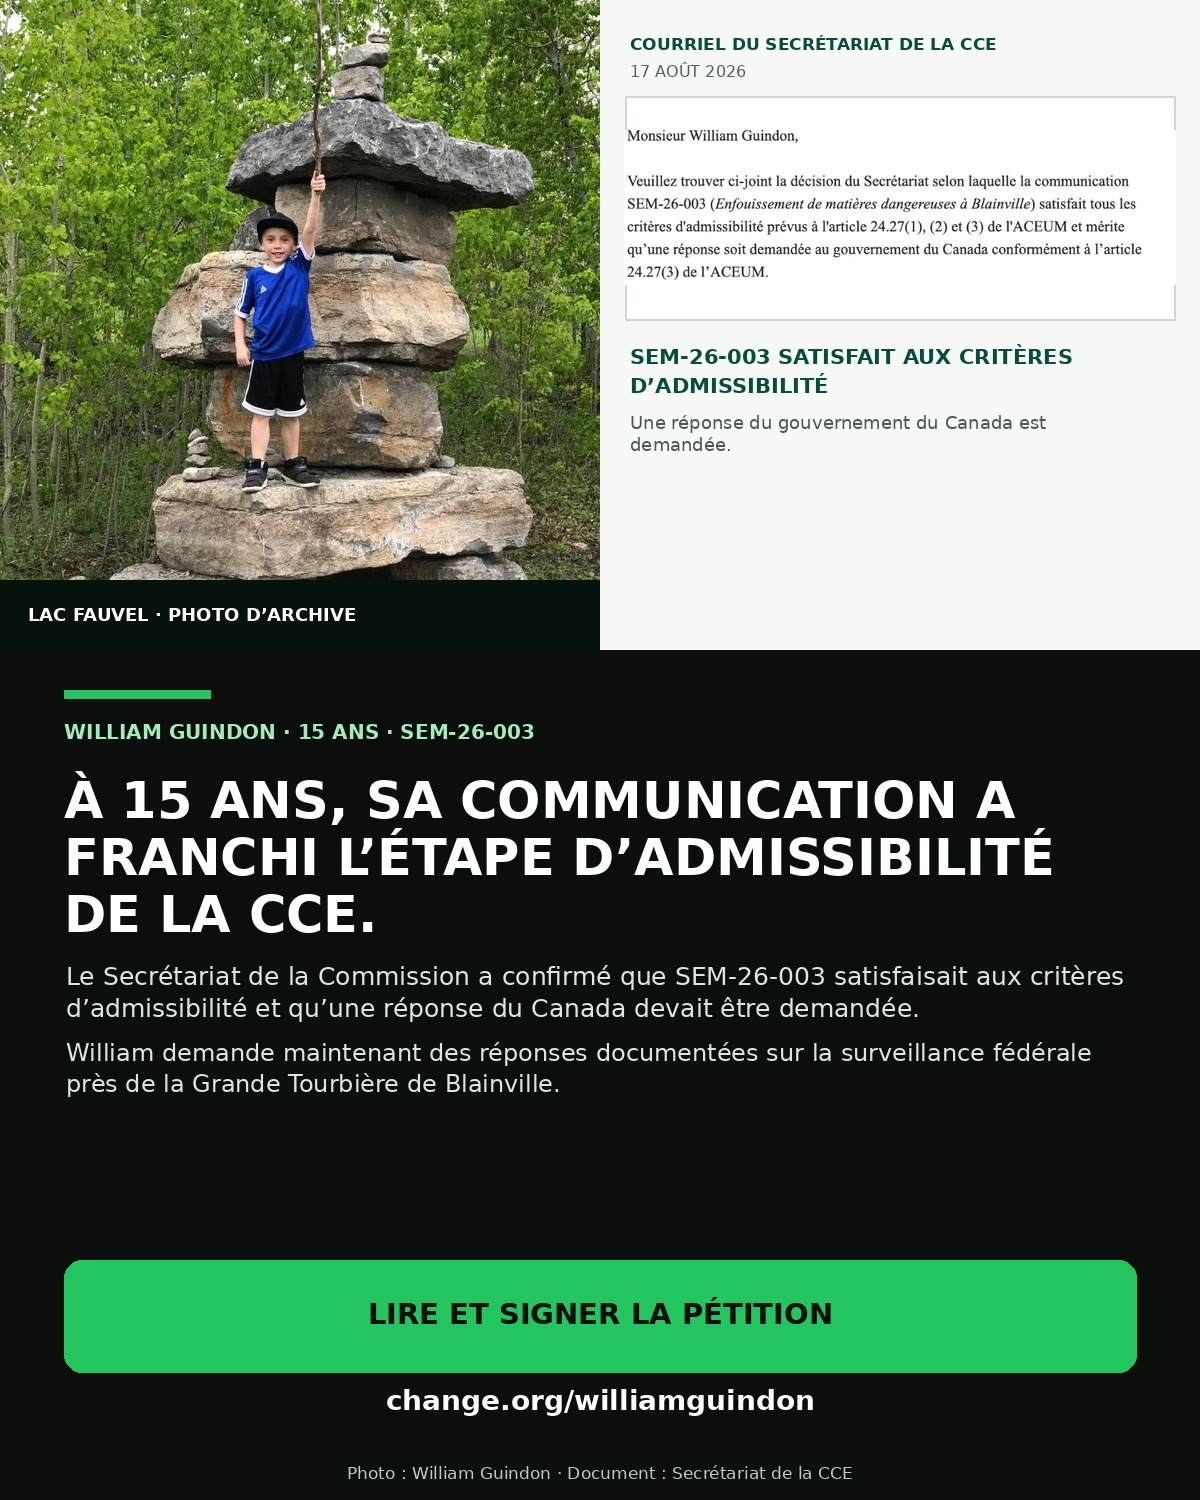 COURRIEL DU SECRÉTARIAT DE LA CCE
17 AOÛT 2026
Monsieur William Guindon,
Veuillez trouver ci-joint la décision du Secrétariat selon laquelle la communication
SEM-26-003 (Enfouissement de matières dangereuses à Blainville) satisfait tous les
critères d'admissibilité prévus à l'article 24.27(1), (2) et (3) de l'ACEUM et mérite
qu’une réponse soit demandée au gouvernement du Canada conformément à l’article
24.27(3) de l’ACEUM.
SEM-26-003 SATISFAIT AUX CRITÈRES
D’ADMISSIBILITÉ
Une réponse du gouvernement du Canada est
demandée.
LAC FAUVEL · PHOTO D’ARCHIVE
WILLIAM GUINDON · 15 ANS · SEM-26-003
À 15 ANS, SA COMMUNICATION A
FRANCHI L’ÉTAPE D’ADMISSIBILITÉ
DE LA CCE.
Le Secrétariat de la Commission a confirmé que SEM-26-003 satisfaisait aux critères
d’admissibilité et qu’une réponse du Canada devait être demandée.
William demande maintenant des réponses documentées sur la surveillance fédérale
près de la Grande Tourbière de Blainville.
LIRE ET SIGNER LA PÉTITION
change.org/williamguindon
Photo : William Guindon · Document : Secrétariat de la CCE